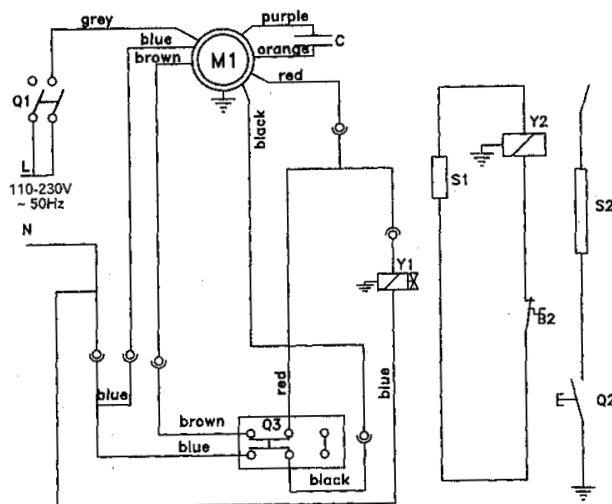 grey
purple
blue
brown
orange
C
M1
red
Q1
black
L
110-230V
~ 50Hz
N
Y1
Y2
S1
S2
B2
Q2
red
blue
blue
brown
Q3
blue
black